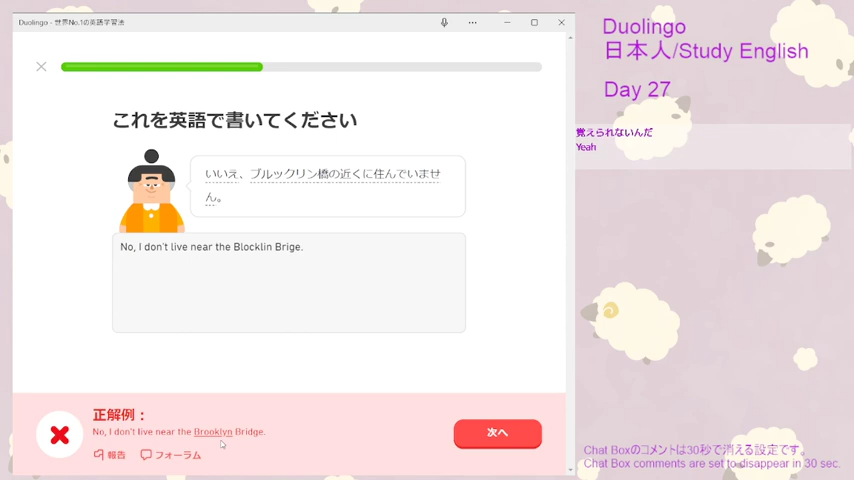 Duolingo - 世界No.1の英語学習法
Duolingo
日本人/Study English
Day 27
これを英語で書いてください
覚えられないんだ
Yeah
いいえ、ブルックリン橋の近くに住んでいませ
ん。
No, I don't live near the Blocklin Brige.
正解例：
No, I don't live near the Brooklyn Bridge.
報告
フォーラム
次へ
Chat Boxのコメントは30秒で消える設定です
Chat Box comments are set to disappear in 30 sec.